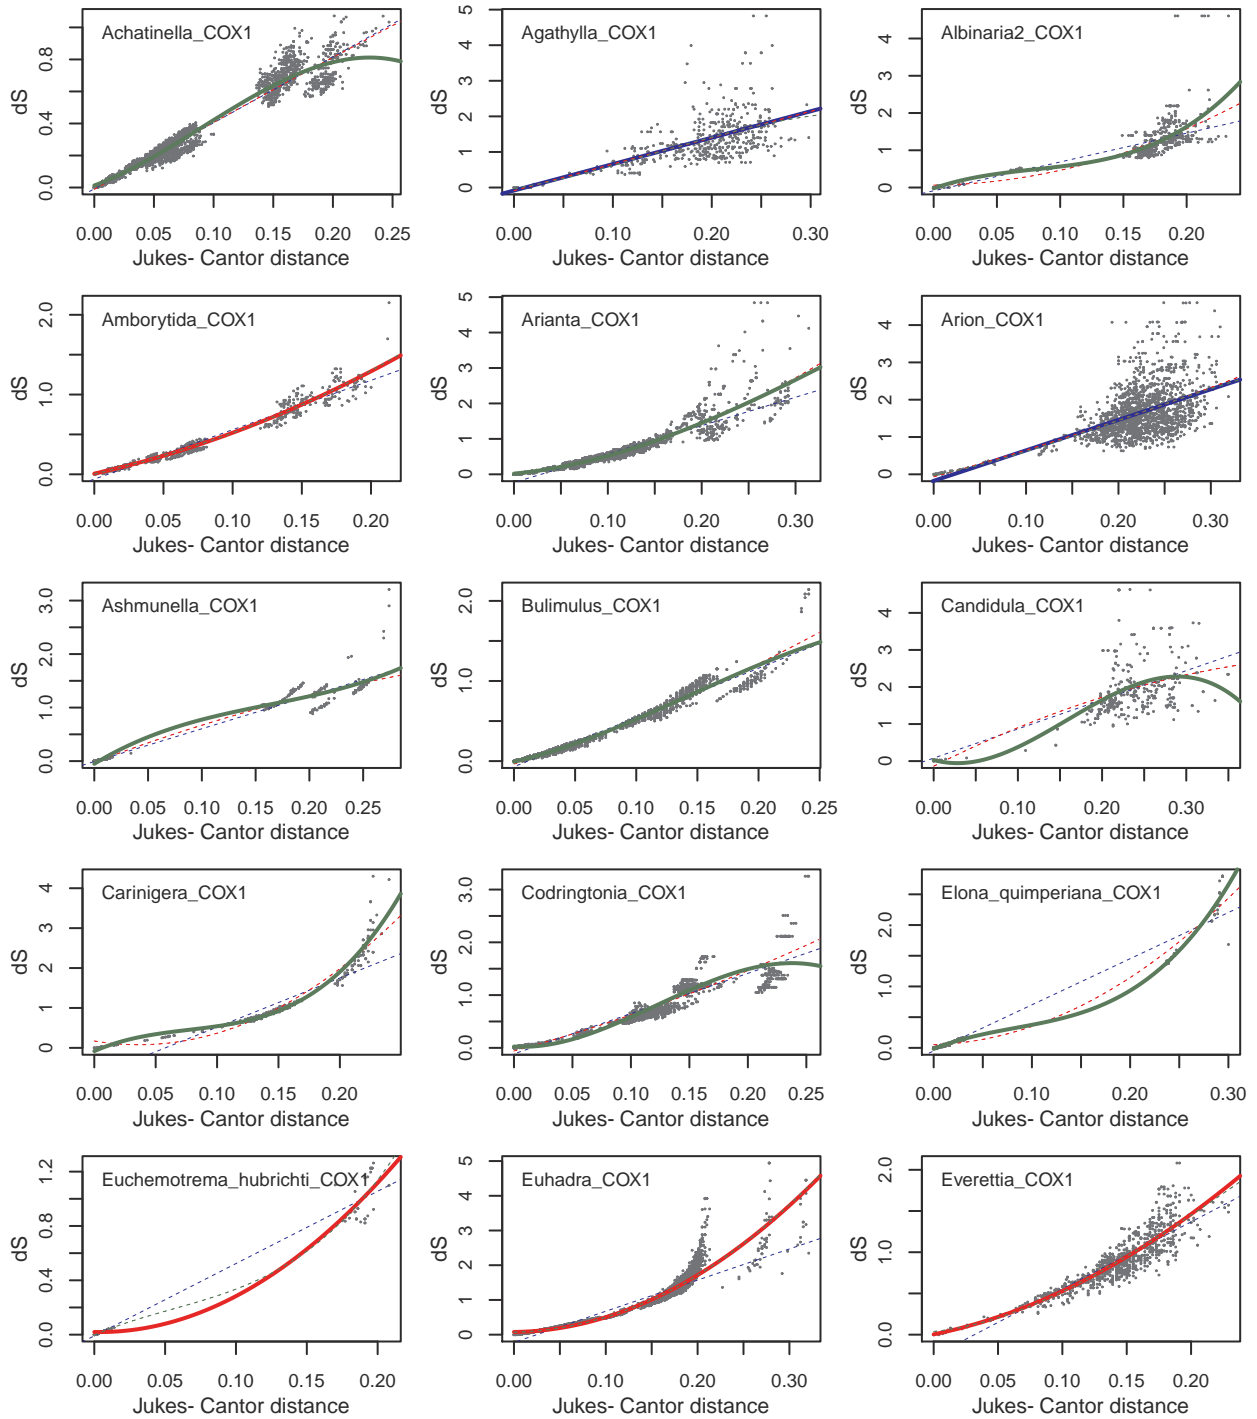 Achatinella_COX1
dS
0.0 0.4 0.8
0.00 0.05 0.10 0.15 0.20 0.25
Jukes- Cantor distance
Agathylla_COX1
dS
0 1 2 3 4 5
0.00 0.10 0.20 0.30
Jukes- Cantor distance
Albinaria2_COX1
dS
0 1 2 3 4
0.00 0.10 0.20
Jukes- Cantor distance
Amborytida_COX1
dS
0.0 1.0 2.0
0.00 0.05 0.10 0.15 0.20
Jukes- Cantor distance
Arianta_COX1
dS
0 1 2 3 4 5
0.00 0.10 0.20 0.30
Jukes- Cantor distance
Arion_COX1
dS
0 1 2 3 4
0.00 0.10 0.20 0.30
Jukes- Cantor distance
Ashmunella_COX1
dS
0.0 1.0 2.0 3.0
0.00 0.05 0.10 0.15 0.20 0.25
Jukes- Cantor distance
Bulimulus_COX1
dS
0.0 1.0 2.0
0.00 0.05 0.10 0.15 0.20 0.25
Jukes- Cantor distance
Candidula_COX1
dS
0 1 2 3 4
0.00 0.10 0.20 0.30
Jukes- Cantor distance
Carinigera_COX1
dS
0 1 2 3 4
0.00 0.05 0.10 0.15 0.20
Jukes- Cantor distance
Codringtonia_COX1
dS
0.0 1.0 2.0 3.0
0.00 0.05 0.10 0.15 0.20 0.25
Jukes- Cantor distance
Elona_quimperiana_COX1
dS
0.0 1.0 2.0
0.00 0.10 0.20 0.30
Jukes- Cantor distance
Euchemotrema_hubrichti_COX1
dS
0.0 0.4 0.8 1.2
0.00 0.05 0.10 0.15 0.20
Jukes- Cantor distance
Euhadra_COX1
dS
0 1 2 3 4 5
0.00 0.10 0.20 0.30
Jukes- Cantor distance
Everettia_COX1
dS
0.0 1.0 2.0
0.00 0.05 0.10 0.15 0.20
Jukes- Cantor distance